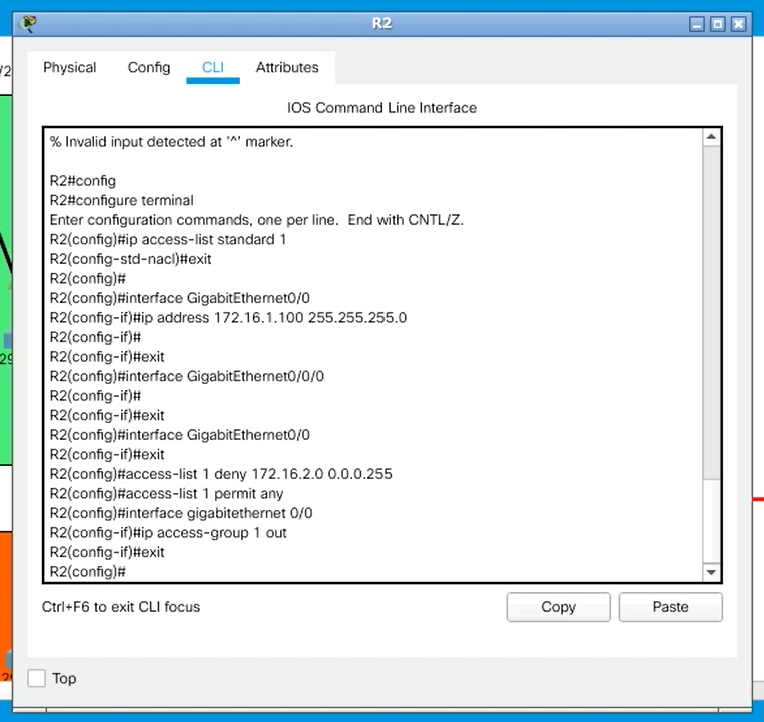 R2
Physical Config CLI Attributes
IOS Command Line Interface
% Invalid input detected at '^' marker.
R2#config
R2#configure terminal
Enter configuration commands, one per line. End with CNTL/Z.
R2(config)#ip access-list standard 1
R2(config-std-nacl)#exit
R2(config)#
R2(config)#interface GigabitEthernet0/0
R2(config-if)#ip address 172.16.1.100 255.255.255.0
R2(config-if)#
R2(config-if)#exit
R2(config)#interface GigabitEthernet0/0/0
R2(config-if)#
R2(config-if)#exit
R2(config)#interface GigabitEthernet0/0
R2(config-if)#exit
R2(config)#access-list 1 deny 172.16.2.0 0.0.0.255
R2(config)#access-list 1 permit any
R2(config)#interface gigabitethernet 0/0
R2(config-if)#ip access-group 1 out
R2(config-if)#exit
R2(config)#
Ctrl+F6 to exit CLI focus
Copy Paste
Top